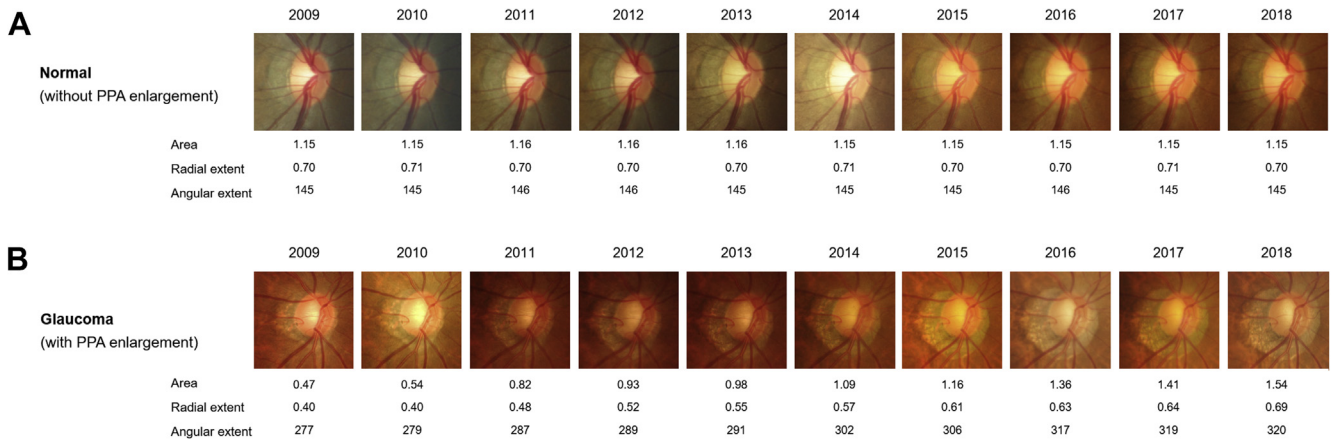 A
2009 2010 2011 2012 2013 2014 2015 2016 2017 2018
Normal
(without PPA enlargement)
Area 1.15 1.15 1.16 1.16 1.16 1.15 1.15 1.15 1.15 1.15
Radial extent 0.70 0.71 0.70 0.70 0.70 0.71 0.70 0.70 0.71 0.70
Angular extent 145 145 146 146 145 145 145 146 145 145
B
2009 2010 2011 2012 2013 2014 2015 2016 2017 2018
Glaucoma
(with PPA enlargement)
Area 0.47 0.54 0.82 0.93 0.98 1.09 1.16 1.36 1.41 1.54
Radial extent 0.40 0.40 0.48 0.52 0.55 0.57 0.61 0.63 0.64 0.69
Angular extent 277 279 287 289 291 302 306 317 319 320